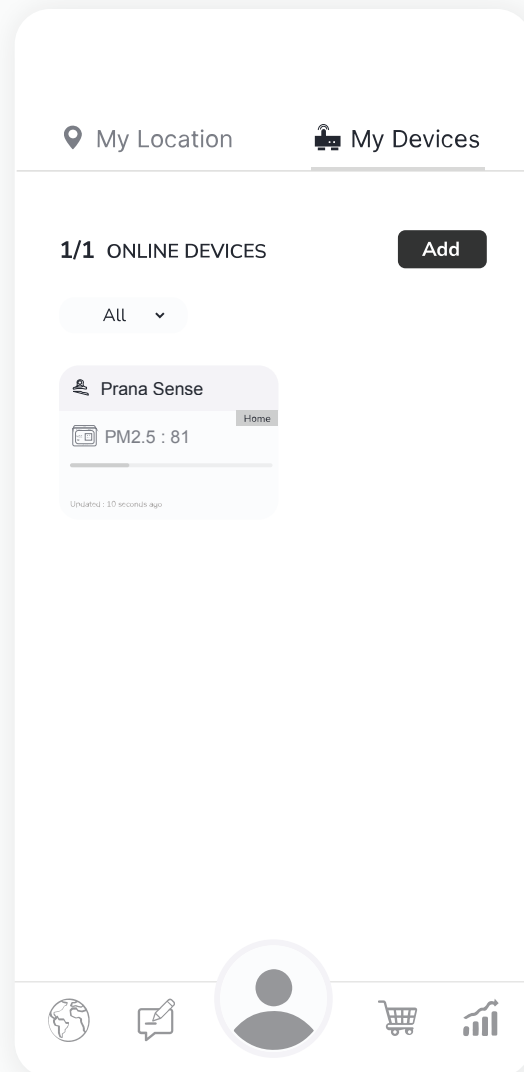 My Location
My Devices
1/1 ONLINE DEVICES
Add
All
Prana Sense
Home
PM2.5 : 81
Updated : 10 seconds ago